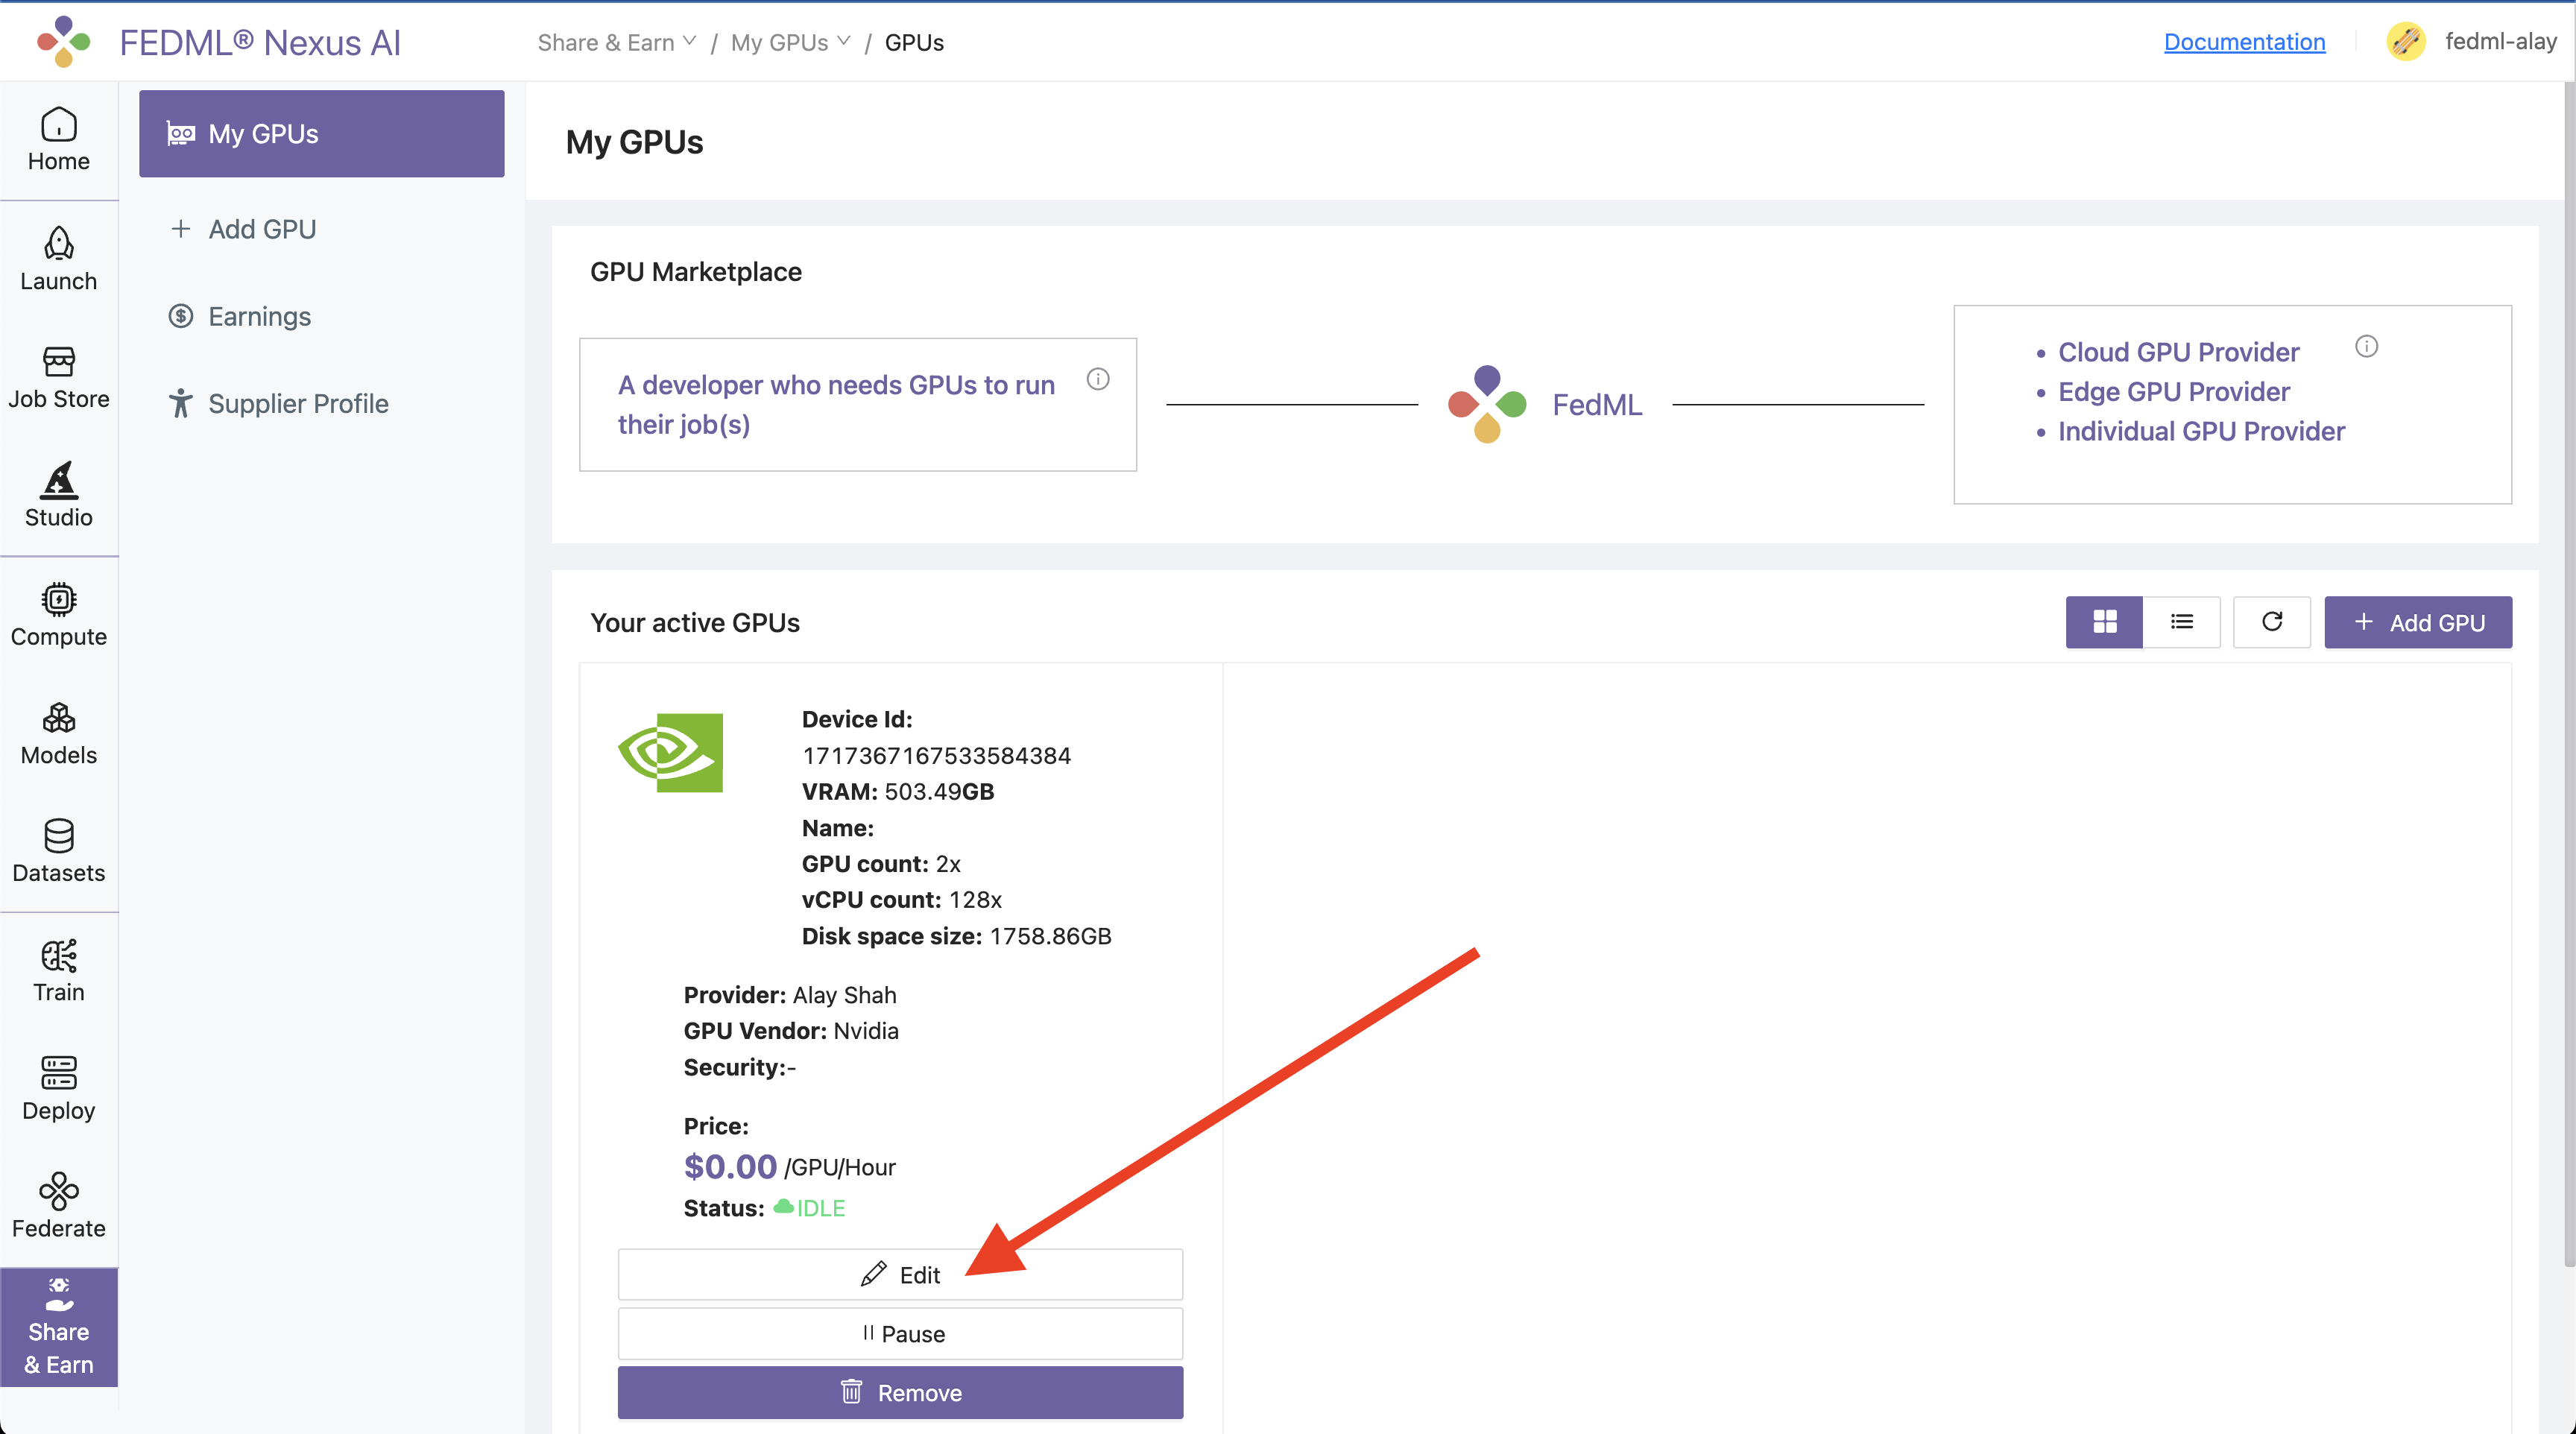 FEDML® Nexus AI
Share & Earn / My GPUs / GPUs
Documentation
fedml-alay
Home
Launch
Job Store
Studio
Compute
Models
Datasets
Train
Deploy
Federate
Share
& Earn
My GPUs
Add GPU
Earnings
Supplier Profile
My GPUs
GPU Marketplace
A developer who needs GPUs to run
their job(s)
FedML
• Cloud GPU Provider
• Edge GPU Provider
• Individual GPU Provider
Your active GPUs
+ Add GPU
Device Id:
1717367167533584384
VRAM: 503.49GB
Name:
GPU count: 2x
vCPU count: 128x
Disk space size: 1758.86GB
Provider: Alay Shah
GPU Vendor: Nvidia
Security:-
Price:
$0.00 /GPU/Hour
Status: IDLE
Edit
Pause
Remove